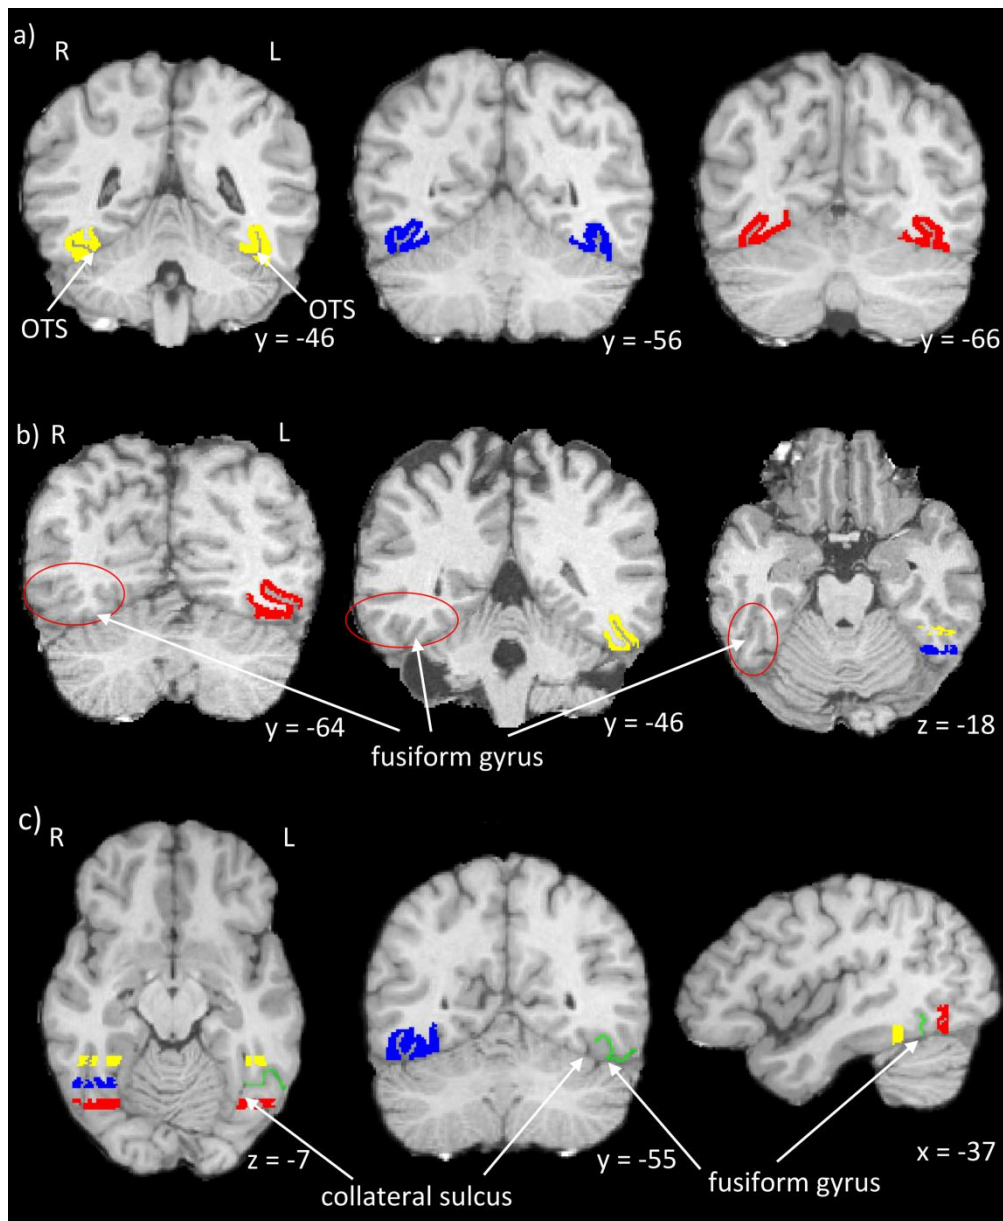 a)
R L
OTS
OTS
y = -46
y = -56
y = -66
b)
R L
y = -64
y = -46
z = -18
fusiform gyrus
c)
R L
z = -7
y = -55
x = -37
collateral sulcus
fusiform gyrus